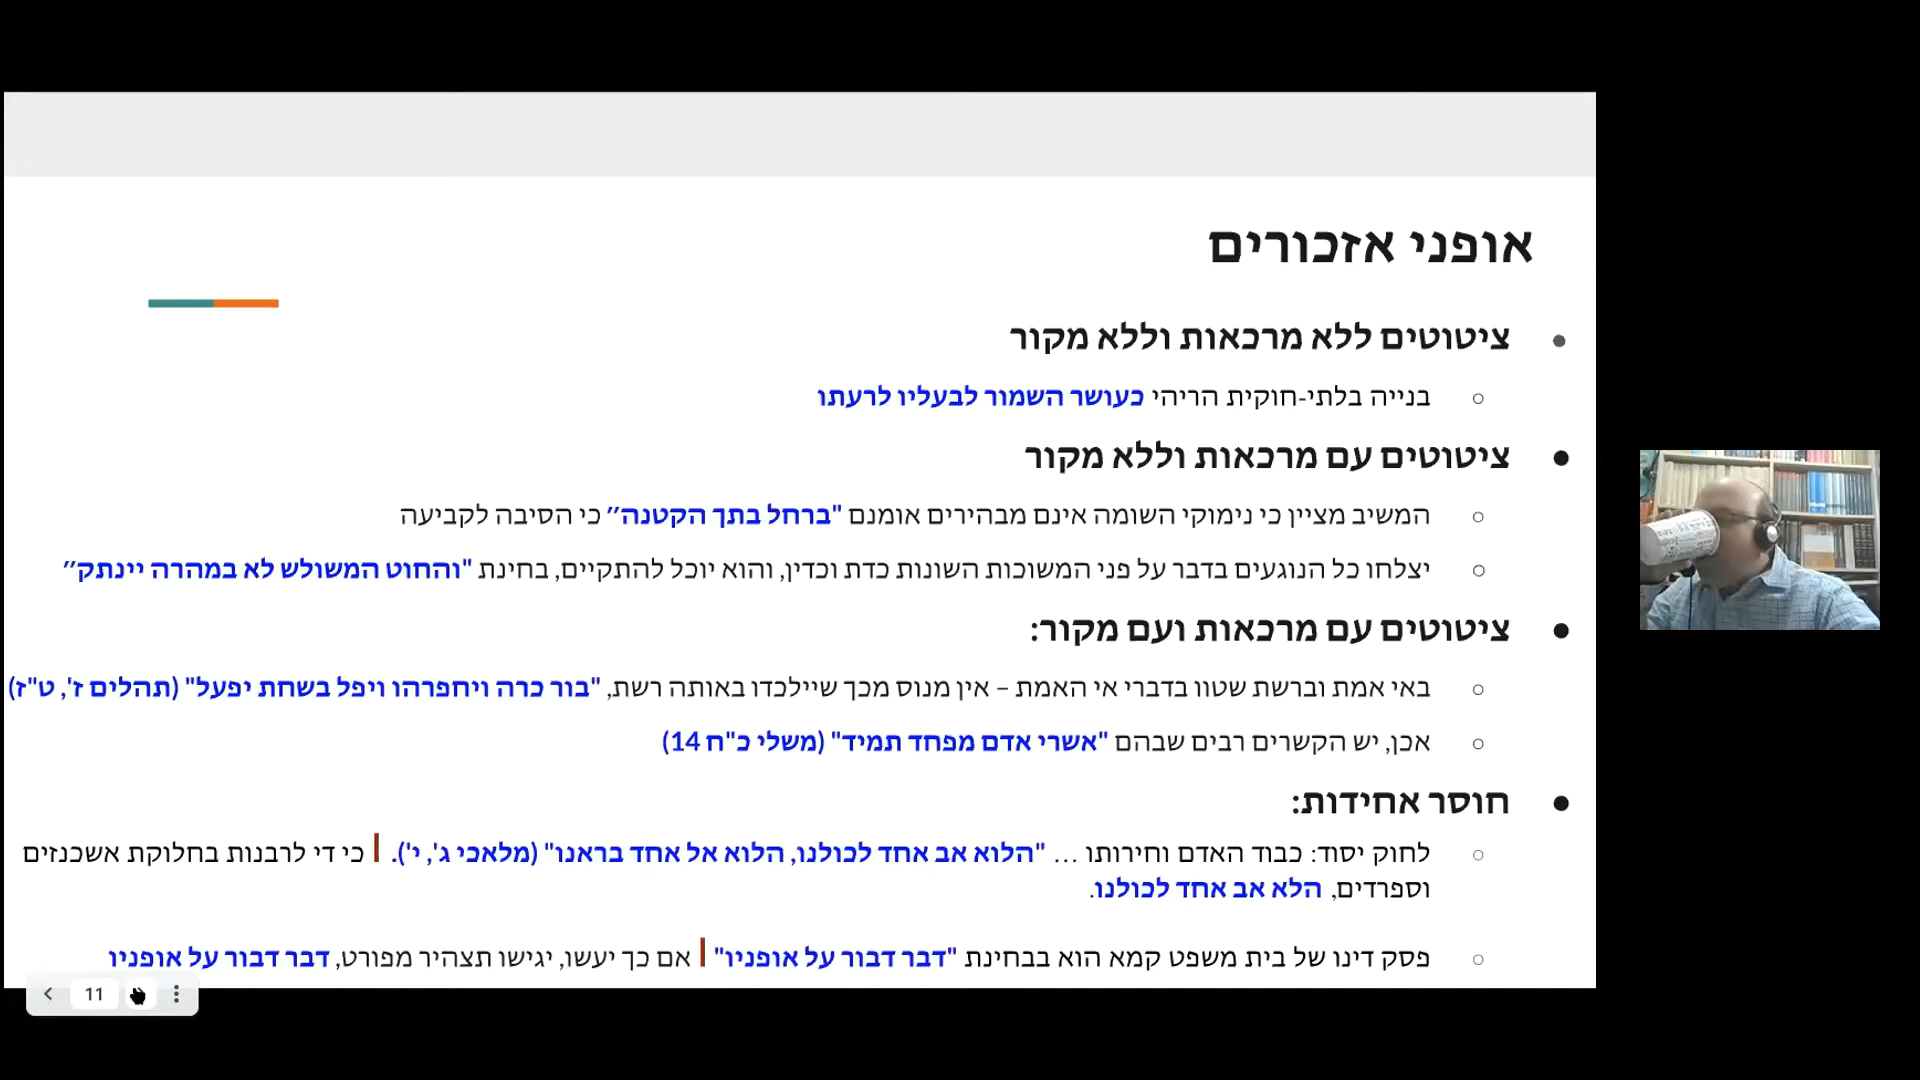 אופני אזכורים
ציטוטים ללא מרכאות וללא מקור
בנייה בלתי-חוקית הריהי כעושר השמור לבעליו לרעתו
ציטוטים עם מרכאות וללא מקור
המשיב מציין כי נימוקי השומה אינם מבהירים אומנם "ברחל בתך הקטנה״ כי הסיבה לקביעה
יצלחו כל הנוגעים בדבר על פני המשוכות השונות כדת וכדין, והוא יוכל להתקיים, בחינת "והחוט המשולש לא במהרה יינתק״
ציטוטים עם מרכאות ועם מקור:
באי אמת וברשת שטוו בדברי אי האמת – אין מנוס מכך שיילכדו באותה רשת, "בור כרה ויחפרהו ויפל בשחת יפעל" (תהלים ז', ט"ז)
אכן, יש הקשרים רבים שבהם "אשרי אדם מפחד תמיד" (משלי כ"ח 14)
חוסר אחידות:
לחוק יסוד: כבוד האדם וחירותו ... "הלוא אב אחד לכולנו, הלוא אל אחד בראנו" (מלאכי ג', י'). | כי די לרבנות בחלוקת אשכנזים
וספרדים, הלא אב אחד לכולנו.
פסק דינו של בית משפט קמא הוא בבחינת "דבר דבור על אופניו" | אם כך יעשו, יגישו תצהיר מפורט, דבר דבור על אופניו
11